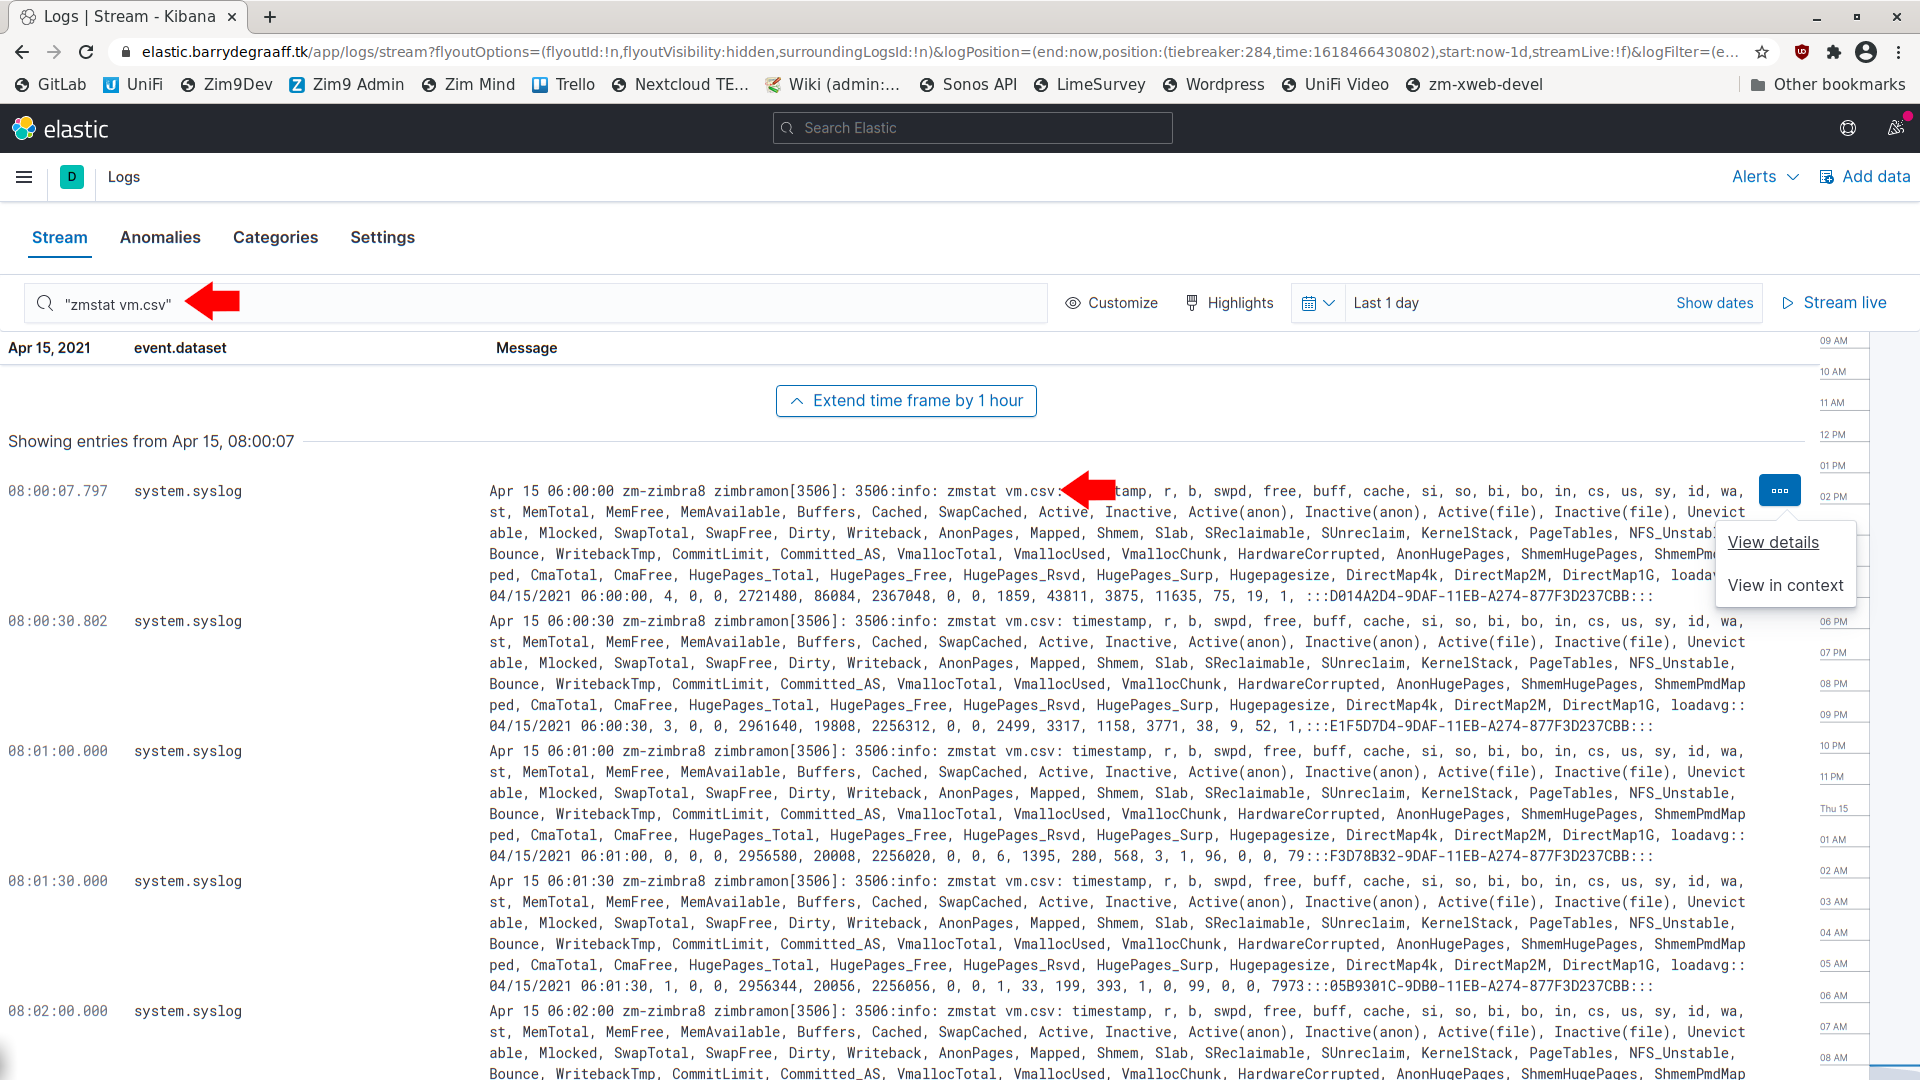 Logs | Stream - Kibana
elastic.barrydegraaff.tk/app/logs/stream?flyoutOptions=(flyoutId:!n,flyoutVisibility:hidden,surroundingLogsId:!n)&logPosition=(end:now,position:(tiebreaker:284,time:1618466430802),start:now-1d,streamLive:!f)&logFilter=(e...
GitLab UniFi Zim9Dev Zim9 Admin Zim Mind Trello Nextcloud TE... Wiki (admin:... Sonos API LimeSurvey Wordpress UniFi Video zm-xweb-devel Other bookmarks
elastic Search Elastic
D Logs Alerts Add data
Stream Anomalies Categories Settings
"zmstat vm.csv" Customize Highlights Last 1 day Show dates Stream live
Apr 15, 2021 event.dataset Message
Extend time frame by 1 hour
Showing entries from Apr 15, 08:00:07
08:00:07.797 system.syslog Apr 15 06:00:00 zm-zimbra8 zimbramon[3506]: 3506:info: zmstat vm.csv: tamp, r, b, swpd, free, buff, cache, si, so, bi, bo, in, cs, us, sy, id, wa,
st, MemTotal, MemFree, MemAvailable, Buffers, Cached, SwapCached, Active, Inactive, Active(anon), Inactive(anon), Active(file), Inactive(file), Unevict
able, Mlocked, SwapTotal, SwapFree, Dirty, Writeback, AnonPages, Mapped, Shmem, Slab, SReclaimable, SUnreclaim, KernelStack, PageTables, NFS_Unstabl
Bounce, WritebackTmp, CommitLimit, Committed_AS, VmallocTotal, VmallocUsed, VmallocChunk, HardwareCorrupted, AnonHugePages, ShmemHugePages, ShmemPmd
ped, CmaTotal, CmaFree, HugePages_Total, HugePages_Free, HugePages_Rsvd, HugePages_Surp, Hugepagesize, DirectMap4k, DirectMap2M, DirectMap1G, loadav
04/15/2021 06:00:00, 4, 0, 0, 2721480, 86084, 2367048, 0, 0, 1859, 43811, 3875, 11635, 75, 19, 1, :::D014A2D4-9DAF-11EB-A274-877F3D237CBB:::
View details
View in context
08:00:30.802 system.syslog Apr 15 06:00:30 zm-zimbra8 zimbramon[3506]: 3506:info: zmstat vm.csv: timestamp, r, b, swpd, free, buff, cache, si, so, bi, bo, in, cs, us, sy, id, wa,
st, MemTotal, MemFree, MemAvailable, Buffers, Cached, SwapCached, Active, Inactive, Active(anon), Inactive(anon), Active(file), Inactive(file), Unevict
able, Mlocked, SwapTotal, SwapFree, Dirty, Writeback, AnonPages, Mapped, Shmem, Slab, SReclaimable, SUnreclaim, KernelStack, PageTables, NFS_Unstable,
Bounce, WritebackTmp, CommitLimit, Committed_AS, VmallocTotal, VmallocUsed, VmallocChunk, HardwareCorrupted, AnonHugePages, ShmemHugePages, ShmemPmdMap
ped, CmaTotal, CmaFree, HugePages_Total, HugePages_Free, HugePages_Rsvd, HugePages_Surp, Hugepagesize, DirectMap4k, DirectMap2M, DirectMap1G, loadavg::
04/15/2021 06:00:30, 3, 0, 0, 2961640, 19808, 2256312, 0, 0, 2499, 3317, 1158, 3771, 38, 9, 52, 1,:::E1F5D7D4-9DAF-11EB-A274-877F3D237CBB:::
08:01:00.000 system.syslog Apr 15 06:01:00 zm-zimbra8 zimbramon[3506]: 3506:info: zmstat vm.csv: timestamp, r, b, swpd, free, buff, cache, si, so, bi, bo, in, cs, us, sy, id, wa,
st, MemTotal, MemFree, MemAvailable, Buffers, Cached, SwapCached, Active, Inactive, Active(anon), Inactive(anon), Active(file), Inactive(file), Unevict
able, Mlocked, SwapTotal, SwapFree, Dirty, Writeback, AnonPages, Mapped, Shmem, Slab, SReclaimable, SUnreclaim, KernelStack, PageTables, NFS_Unstable,
Bounce, WritebackTmp, CommitLimit, Committed_AS, VmallocTotal, VmallocUsed, VmallocChunk, HardwareCorrupted, AnonHugePages, ShmemHugePages, ShmemPmdMap
ped, CmaTotal, CmaFree, HugePages_Total, HugePages_Free, HugePages_Rsvd, HugePages_Surp, Hugepagesize, DirectMap4k, DirectMap2M, DirectMap1G, loadavg::
04/15/2021 06:01:00, 0, 0, 0, 2956580, 20008, 2256020, 0, 0, 6, 1395, 280, 568, 3, 1, 96, 0, 0, 79:::F3D78B32-9DAF-11EB-A274-877F3D237CBB:::
08:01:30.000 system.syslog Apr 15 06:01:30 zm-zimbra8 zimbramon[3506]: 3506:info: zmstat vm.csv: timestamp, r, b, swpd, free, buff, cache, si, so, bi, bo, in, cs, us, sy, id, wa,
st, MemTotal, MemFree, MemAvailable, Buffers, Cached, SwapCached, Active, Inactive, Active(anon), Inactive(anon), Active(file), Inactive(file), Unevict
able, Mlocked, SwapTotal, SwapFree, Dirty, Writeback, AnonPages, Mapped, Shmem, Slab, SReclaimable, SUnreclaim, KernelStack, PageTables, NFS_Unstable,
Bounce, WritebackTmp, CommitLimit, Committed_AS, VmallocTotal, VmallocUsed, VmallocChunk, HardwareCorrupted, AnonHugePages, ShmemHugePages, ShmemPmdMap
ped, CmaTotal, CmaFree, HugePages_Total, HugePages_Free, HugePages_Rsvd, HugePages_Surp, Hugepagesize, DirectMap4k, DirectMap2M, DirectMap1G, loadavg::
04/15/2021 06:01:30, 1, 0, 0, 2956344, 20056, 2256056, 0, 0, 1, 33, 199, 393, 1, 0, 99, 0, 0, 7973:::05B9301C-9DB0-11EB-A274-877F3D237CBB:::
08:02:00.000 system.syslog Apr 15 06:02:00 zm-zimbra8 zimbramon[3506]: 3506:info: zmstat vm.csv: timestamp, r, b, swpd, free, buff, cache, si, so, bi, bo, in, cs, us, sy, id, wa,
st, MemTotal, MemFree, MemAvailable, Buffers, Cached, SwapCached, Active, Inactive, Active(anon), Inactive(anon), Active(file), Inactive(file), Unevict
able, Mlocked, SwapTotal, SwapFree, Dirty, Writeback, AnonPages, Mapped, Shmem, Slab, SReclaimable, SUnreclaim, KernelStack, PageTables, NFS_Unstable,
Bounce, WritebackTmp, CommitLimit, Committed_AS, VmallocTotal, VmallocUsed, VmallocChunk, HardwareCorrupted, AnonHugePages, ShmemHugePages, ShmemPmdMap
09 AM
10 AM
11 AM
12 PM
01 PM
02 PM
06 PM
07 PM
08 PM
09 PM
10 PM
11 PM
Thu 15
01 AM
02 AM
03 AM
04 AM
05 AM
06 AM
07 AM
08 AM